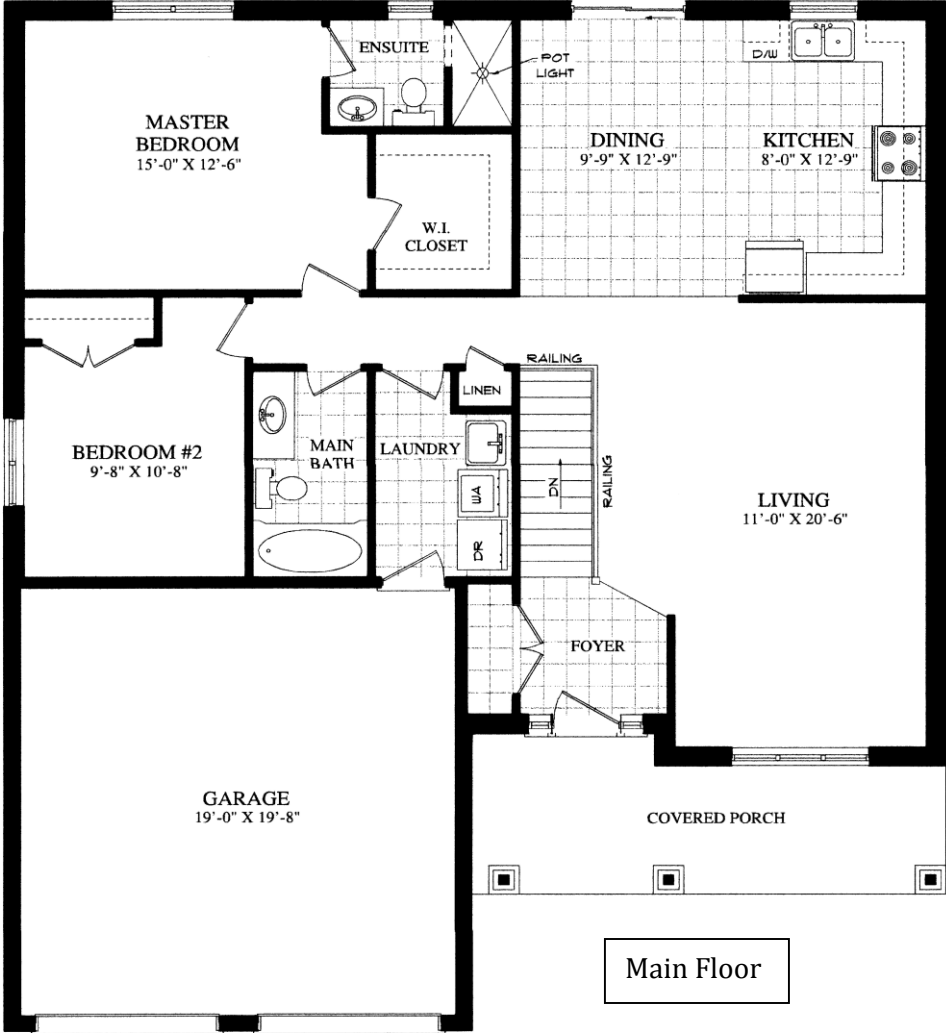 ENSUITE
D/W
POT
LIGHT
MASTER
BEDROOM
15'-0" X 12'-6"
DINING
9'-9" X 12'-9"
KITCHEN
8'-0" X 12'-9"
W.I.
CLOSET
RAILING
LINEN
BEDROOM #2
9'-8" X 10'-8"
MAIN
BATH
LAUNDRY
RAILING
DN
WA
DR
LIVING
11'-0" X 20'-6"
FOYER
GARAGE
19'-0" X 19'-8"
COVERED PORCH
Main Floor